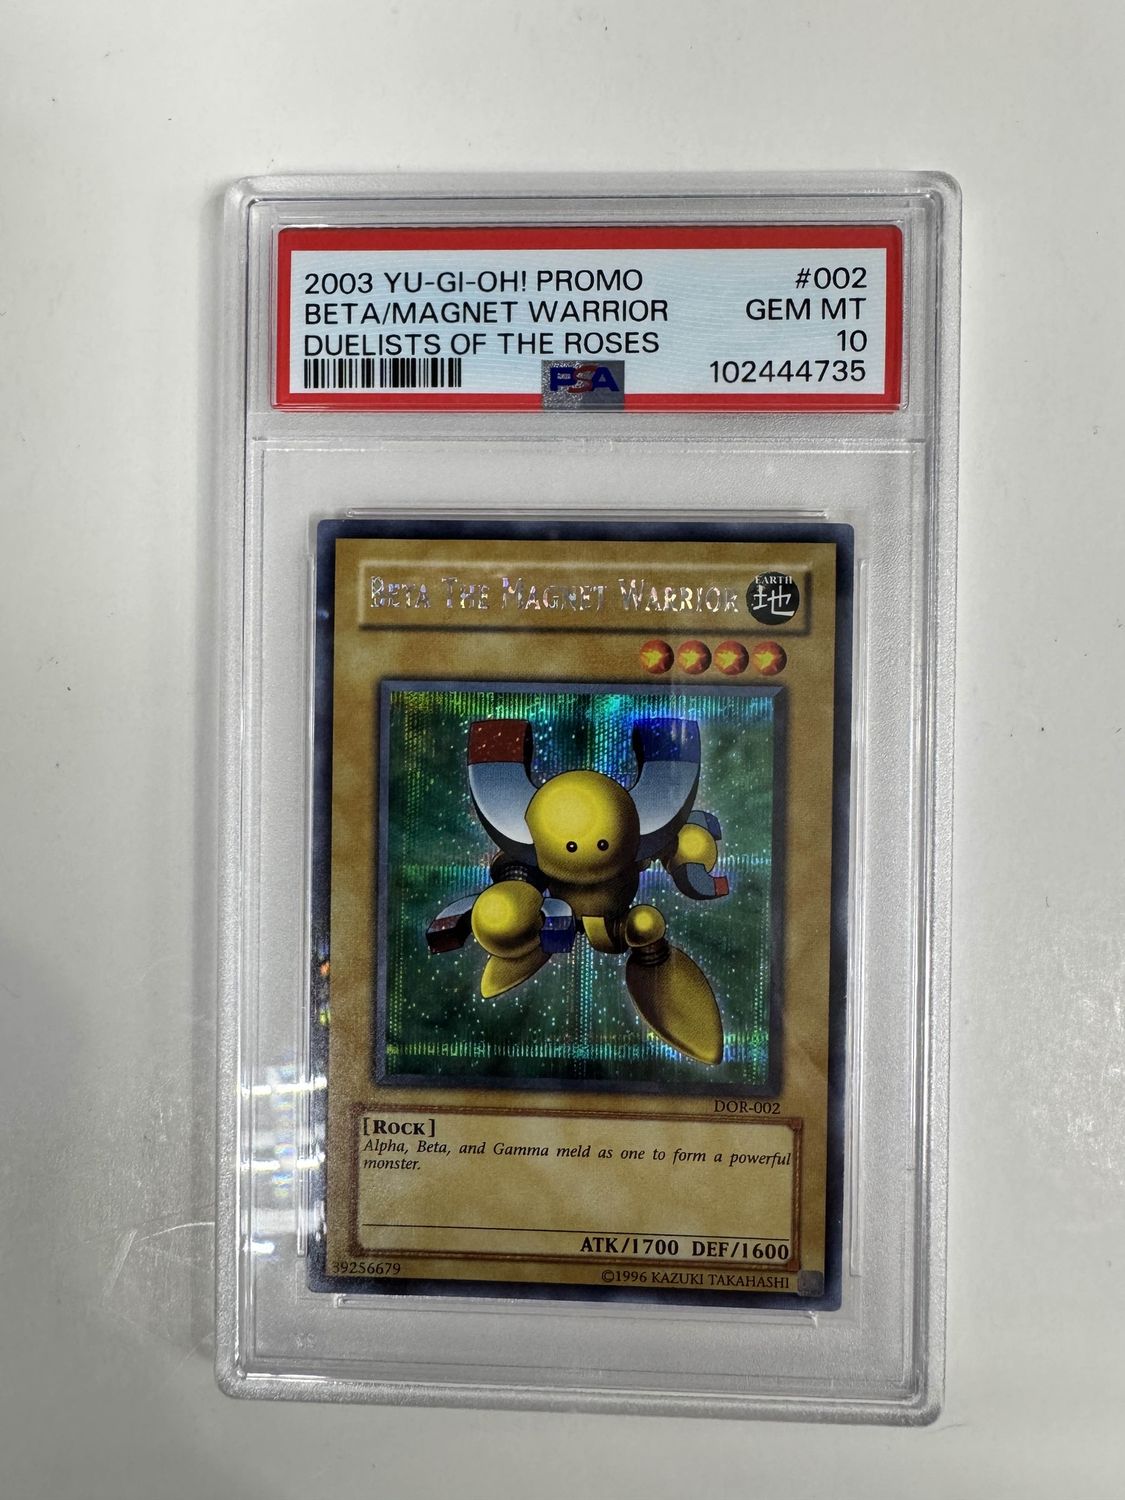 2003 YU-GI-OH! PROMO #002
BETA/MAGNET WARRIOR GEM MT
DUELISTS OF THE ROSES 10
PSA 102444735
BETA THE MAGNET WARRIOR
EARTH
地
DOR-002
[ROCK]
Alpha, Beta, and Gamma meld as one to form a powerful
monster.
ATK/1700 DEF/1600
39256679 ©1996 KAZUKI TAKAHASHI